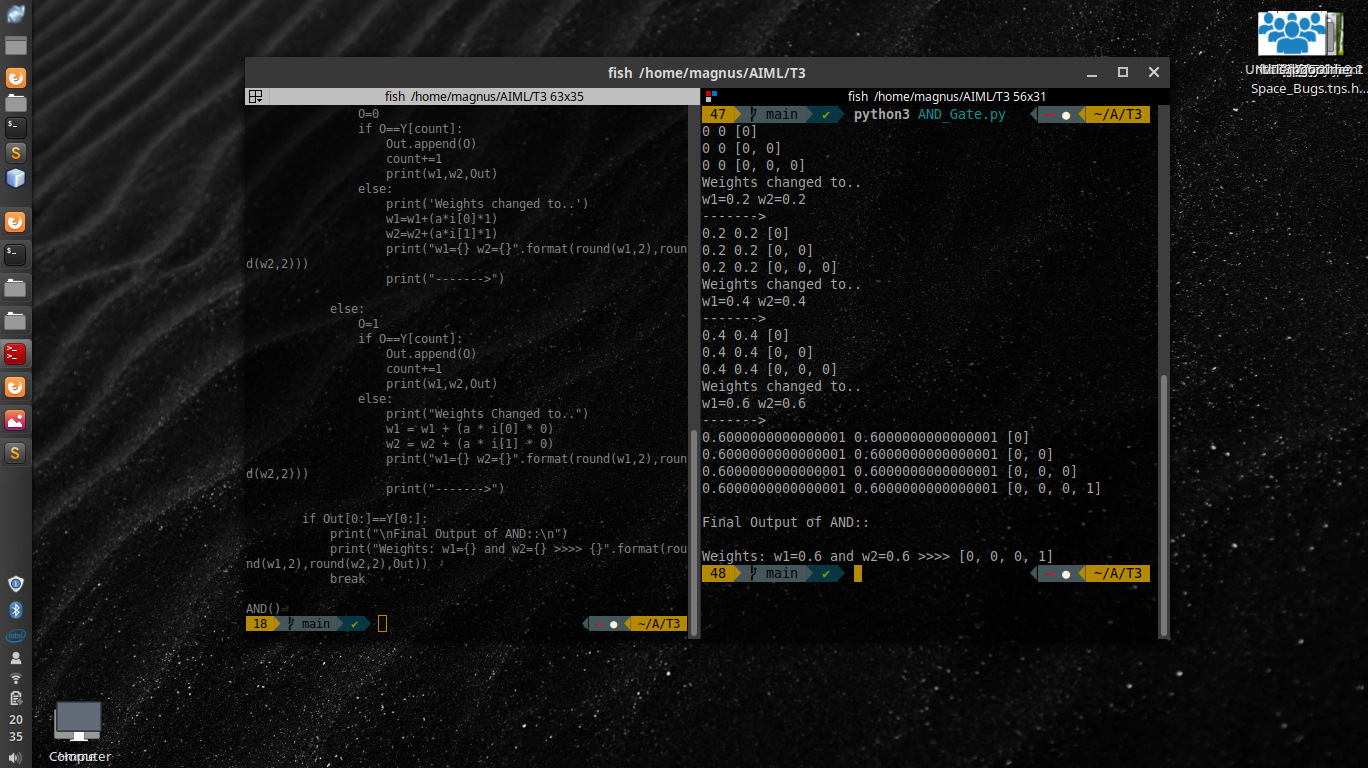 fish /home/magnus/AIML/T3
fish /home/magnus/AIML/T3 63x35
O=0
if O==Y[count]:
Out.append(O)
count+=1
print(w1,w2,Out)
else:
print('Weights changed to..')
w1=w1+(a*i[0]*1)
w2=w2+(a*i[1]*1)
print("w1={} w2={}".format(round(w1,2),roun
d(w2,2)))
print("------->")
else:
O=1
if O==Y[count]:
Out.append(O)
count+=1
print(w1,w2,Out)
else:
print("Weights Changed to..")
w1 = w1 + (a * i[0] * 0)
w2 = w2 + (a * i[1] * 0)
print("w1={} w2={}".format(round(w1,2),roun
d(w2,2)))
print("------->")
if Out[0:]==Y[0:]:
print("\nFinal Output of AND::\n")
print("Weights: w1={} and w2={} >>>> {}".format(rou
nd(w1,2),round(w2,2),Out))
break
AND()⏎
18 main ✔ ~/A/T3
fish /home/magnus/AIML/T3 56x31
47 main ✔ python3 AND_Gate.py ~/A/T3
0 0 [0]
0 0 [0, 0]
0 0 [0, 0, 0]
Weights changed to..
w1=0.2 w2=0.2
------->
0.2 0.2 [0]
0.2 0.2 [0, 0]
0.2 0.2 [0, 0, 0]
Weights changed to..
w1=0.4 w2=0.4
------->
0.4 0.4 [0]
0.4 0.4 [0, 0]
0.4 0.4 [0, 0, 0]
Weights changed to..
w1=0.6 w2=0.6
------->
0.6000000000000001 0.6000000000000001 [0]
0.6000000000000001 0.6000000000000001 [0, 0]
0.6000000000000001 0.6000000000000001 [0, 0, 0]
0.6000000000000001 0.6000000000000001 [0, 0, 0, 1]
Final Output of AND::
Weights: w1=0.6 and w2=0.6 >>>> [0, 0, 0, 1]
48 main ✔ ~/A/T3
Space_Bugs.tns.h...
20
35
Computer